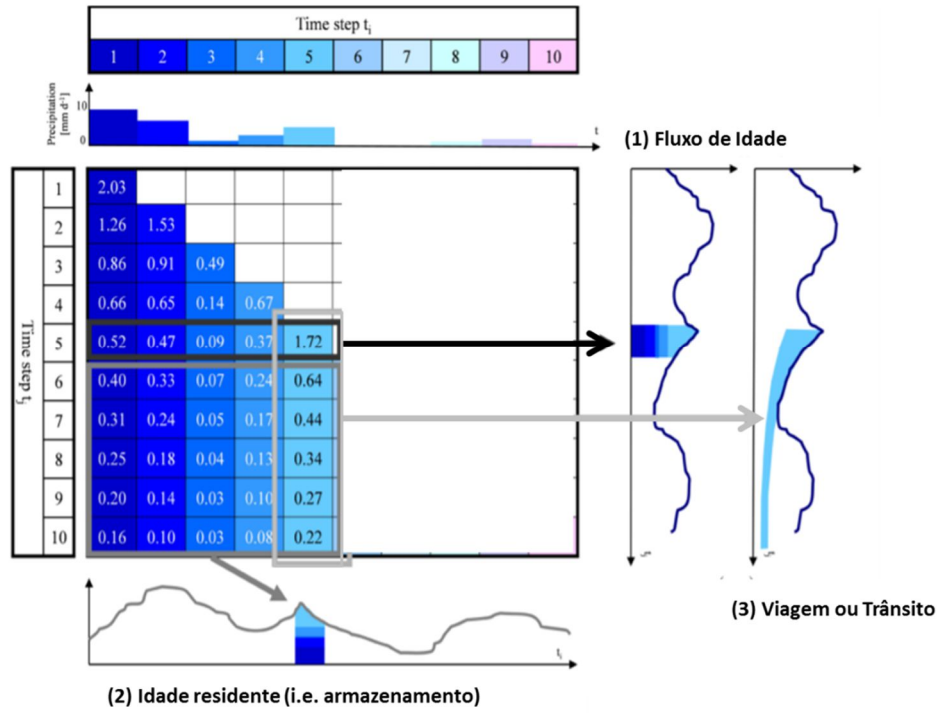 Time step tᵢ
1 2 3 4 5 6 7 8 9 10
Precipitation
[mm d⁻¹]
10
0
t
(1) Fluxo de Idade
Time step tⱼ
1 2.03
2 1.26 1.53
3 0.86 0.91 0.49
4 0.66 0.65 0.14 0.67
5 0.52 0.47 0.09 0.37 1.72
6 0.40 0.33 0.07 0.24 0.64
7 0.31 0.24 0.05 0.17 0.44
8 0.25 0.18 0.04 0.13 0.34
9 0.20 0.14 0.03 0.10 0.27
10 0.16 0.10 0.03 0.08 0.22
tᵢ
(3) Viagem ou Trânsito
(2) Idade residente (i.e. armazenamento)